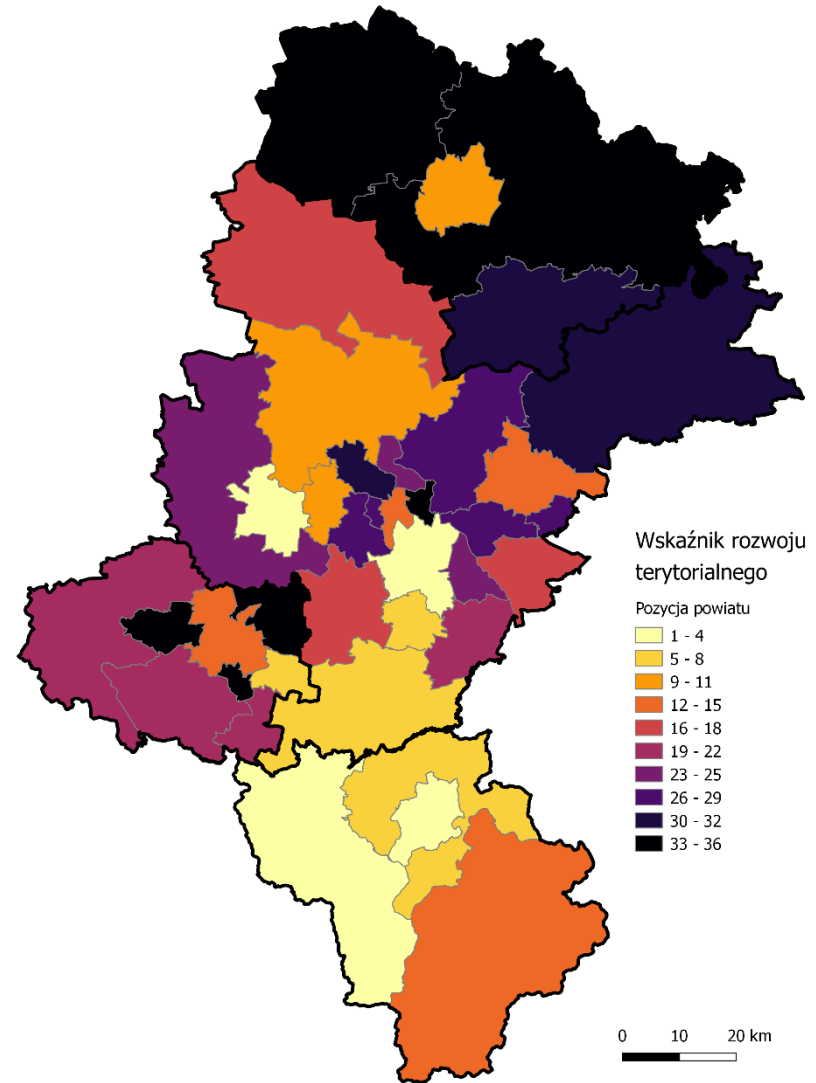 Wskaźnik rozwoju
terytorialnego
Pozycja powiatu
1 - 4
5 - 8
9 - 11
12 - 15
16 - 18
19 - 22
23 - 25
26 - 29
30 - 32
33 - 36
0 10 20 km